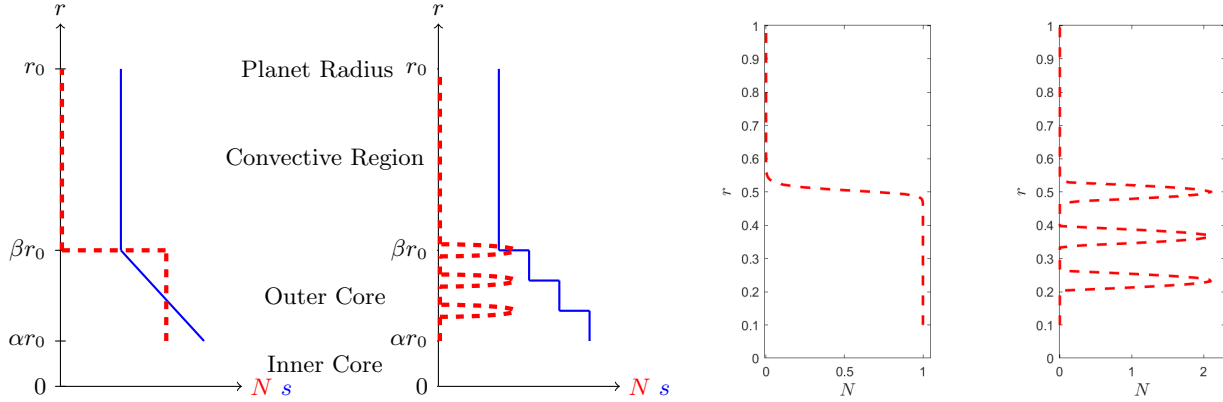 r
r₀
βr₀
αr₀
0
N s
Planet Radius
Convective Region
Outer Core
Inner Core
r
r₀
βr₀
αr₀
0
N s
1
0.9
0.8
0.7
0.6
0.5
0.4
0.3
0.2
0.1
0
r
0 0.5 1
N
1
0.9
0.8
0.7
0.6
0.5
0.4
0.3
0.2
0.1
0
r
0 1 2
N